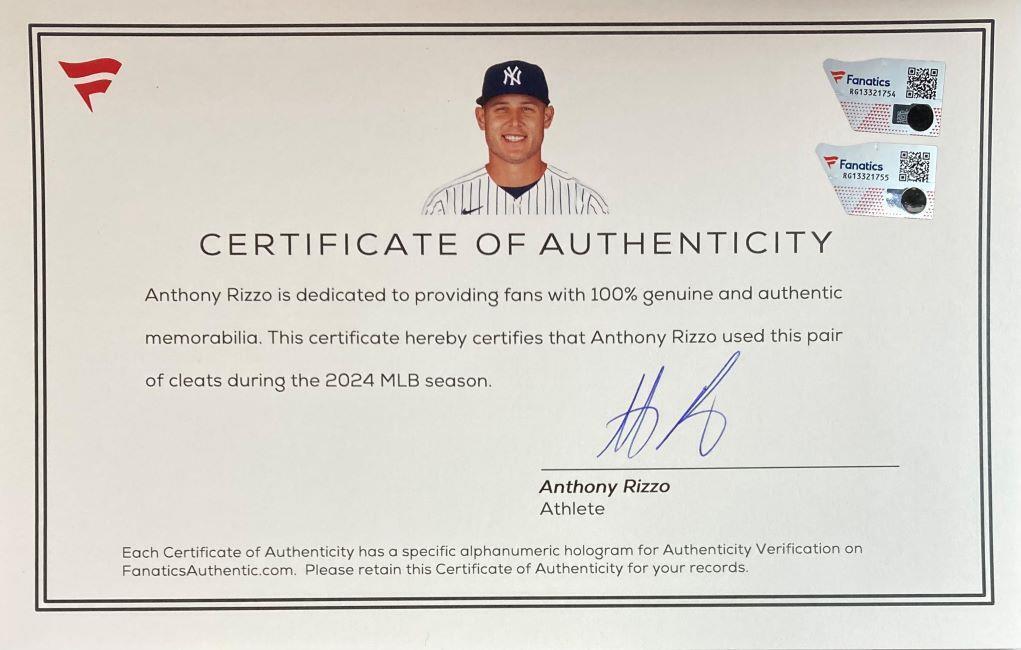 NY
Fanatics
RG13321754
Fanatics
RG13321755
CERTIFICATE OF AUTHENTICITY
Anthony Rizzo is dedicated to providing fans with 100% genuine and authentic
memorabilia. This certificate hereby certifies that Anthony Rizzo used this pair
of cleats during the 2024 MLB season.
Anthony Rizzo
Athlete
Each Certificate of Authenticity has a specific alphanumeric hologram for Authenticity Verification on
FanaticsAuthentic.com. Please retain this Certificate of Authenticity for your records.